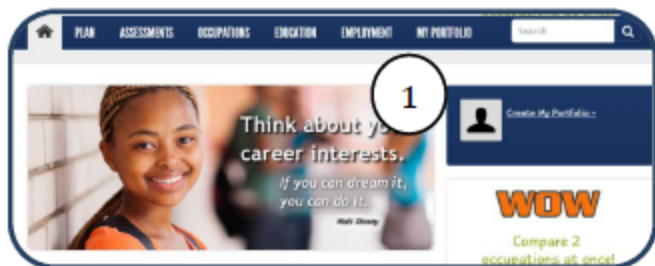 PLAN ASSESSMENTS OCCUPATIONS EDUCATION EMPLOYMENT MY PORTFOLIO Search
1
Think about
career interests.
If you can dream it,
you can do it.
Walt Disney
Create My Portfolio -
WOW
Compare 2
occupations at once!